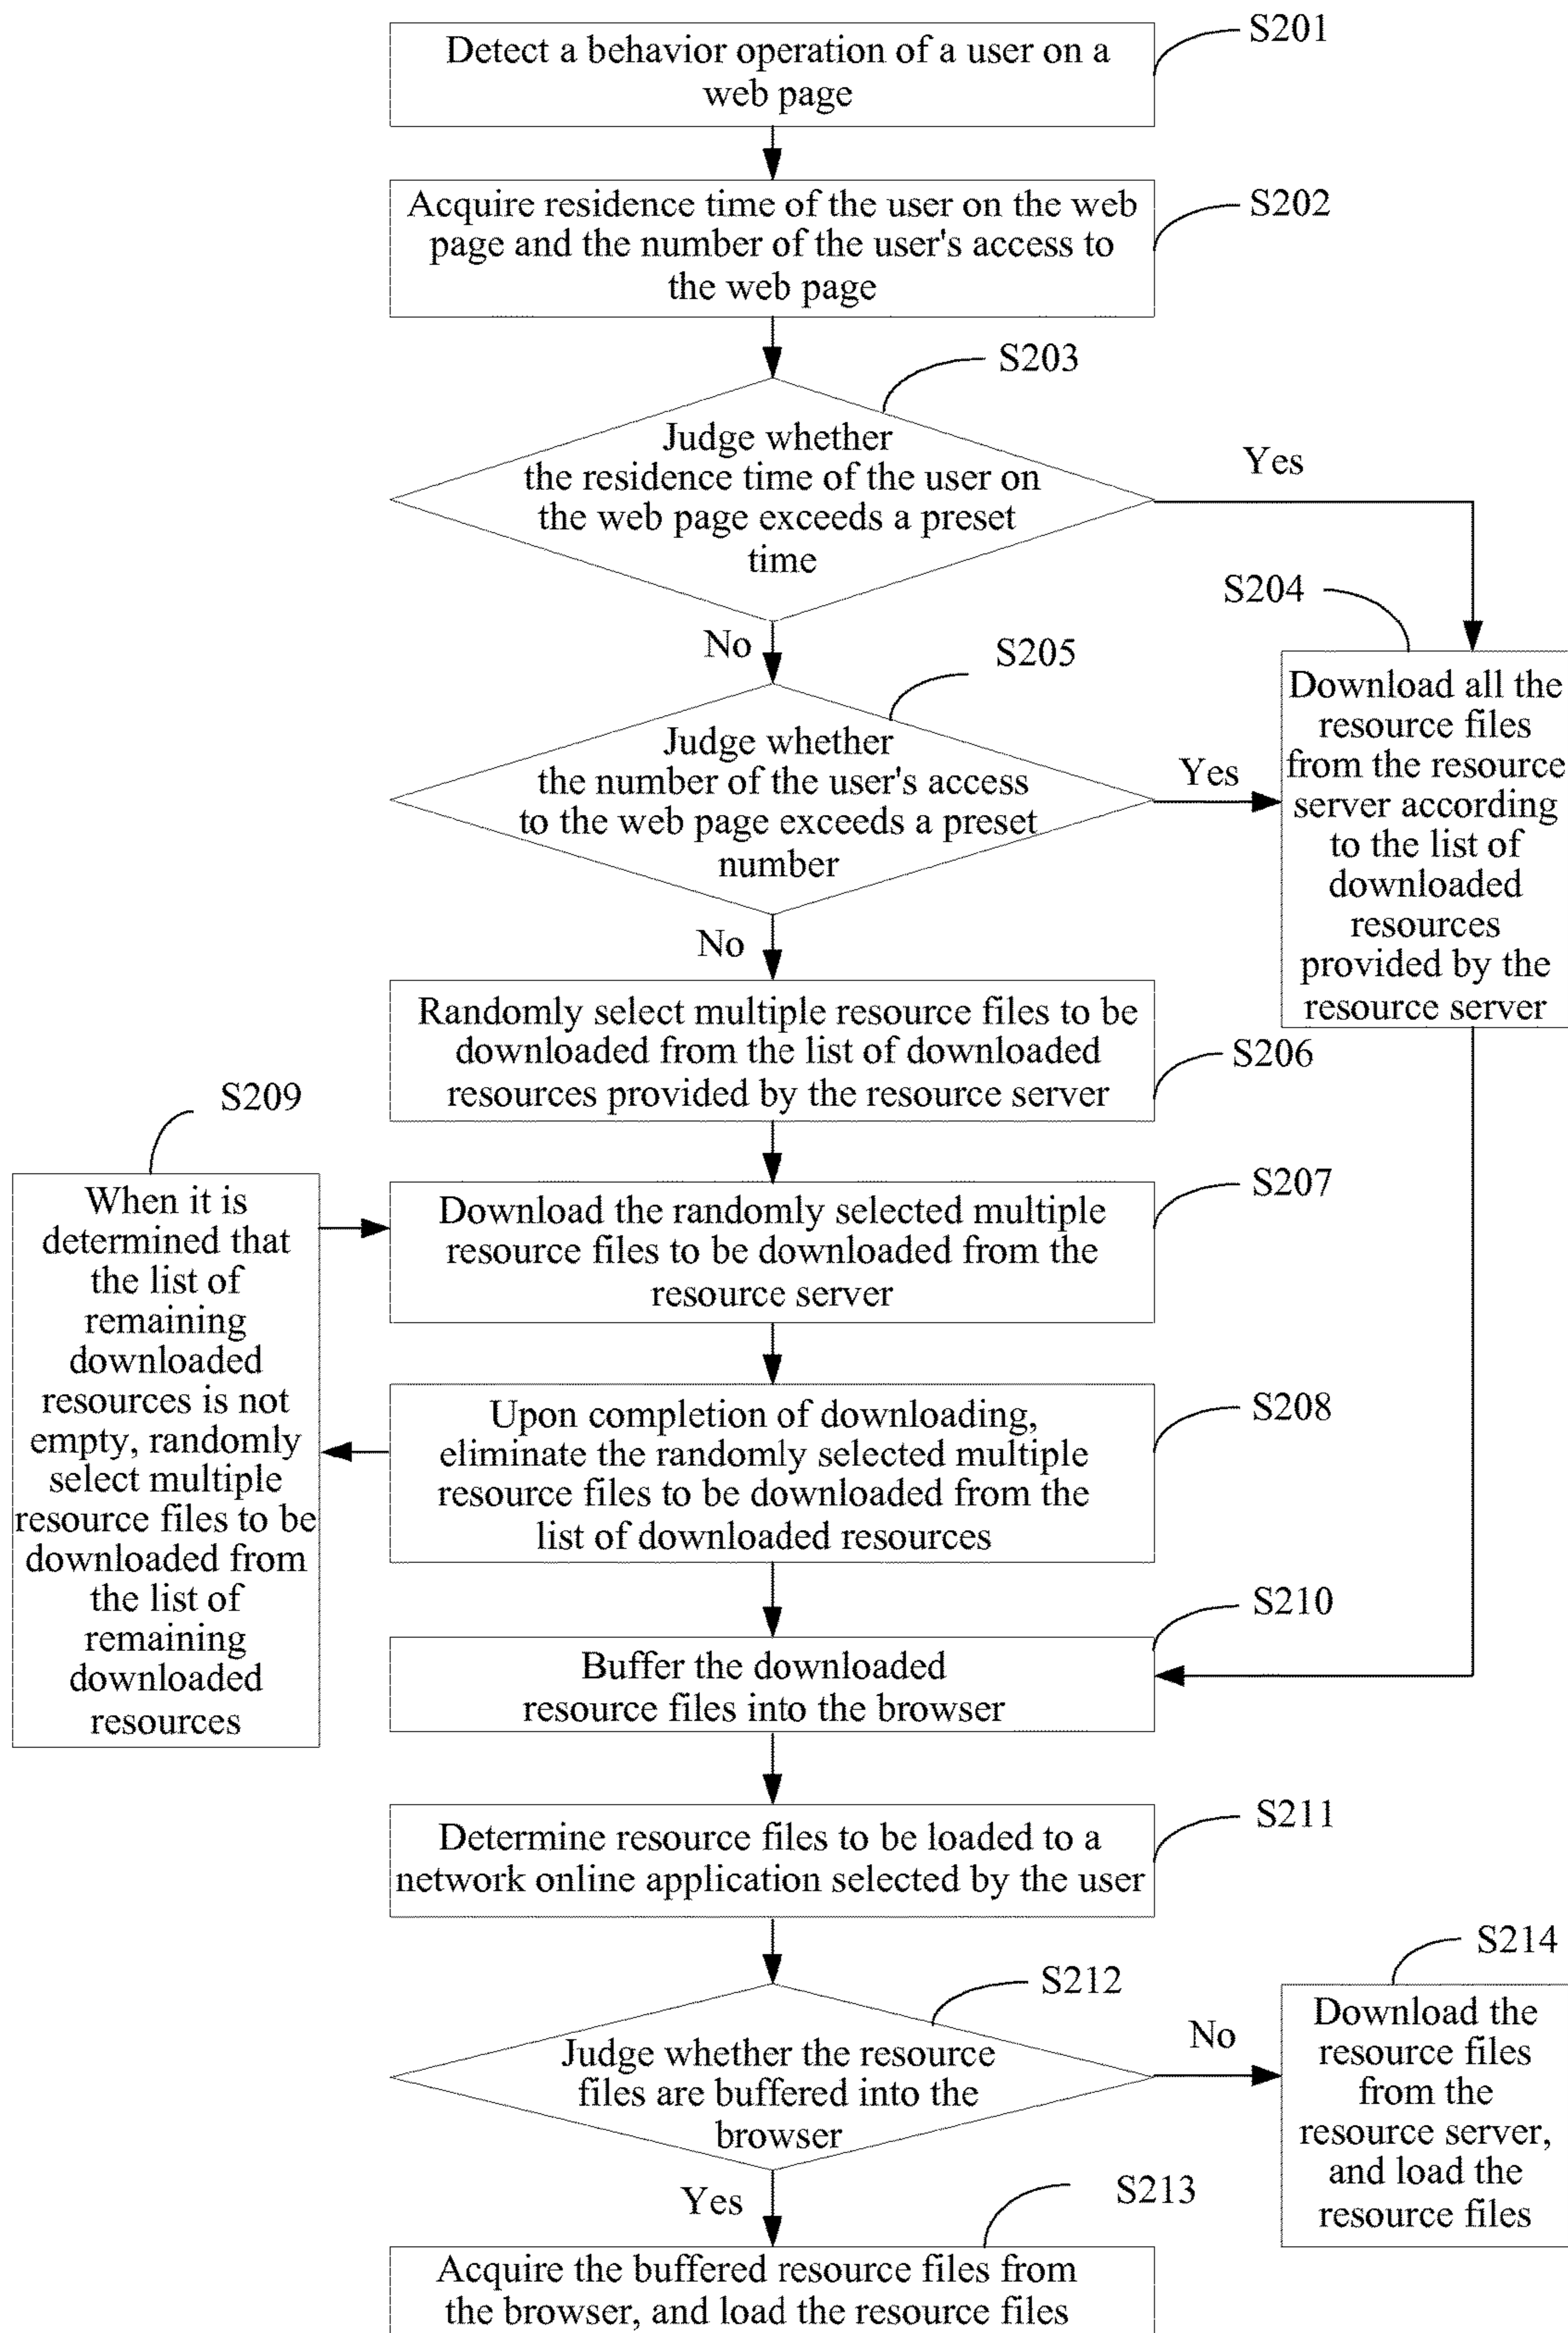 S201
Detect a behavior operation of a user on a
web page
Acquire residence time of the user on the web
page and the number of the user's access to
the web page
S202
S203
Judge whether
the residence time of the user on
the web page exceeds a preset
time
Yes
S204
No
S205
Judge whether
the number of the user's access
to the web page exceeds a preset
number
Yes
Download all the
resource files
from the resource
server according
to the list of
downloaded
resources
provided by the
resource server
No
Randomly select multiple resource files to be
downloaded from the list of downloaded
resources provided by the resource server
S206
S209
When it is
determined that
the list of
remaining
downloaded
resources is not
empty, randomly
select multiple
resource files to be
downloaded from
the list of
remaining
downloaded
resources
S207
Download the randomly selected multiple
resource files to be downloaded from the
resource server
S208
Upon completion of downloading,
eliminate the randomly selected multiple
resource files to be downloaded from the
list of downloaded resources
S210
Buffer the downloaded
resource files into the browser
S211
Determine resource files to be loaded to a
network online application selected by the user
S212
Judge whether the resource
files are buffered into the
browser
No
S214
Download the
resource files
from the
resource server,
and load the
resource files
Yes
S213
Acquire the buffered resource files from
the browser, and load the resource files